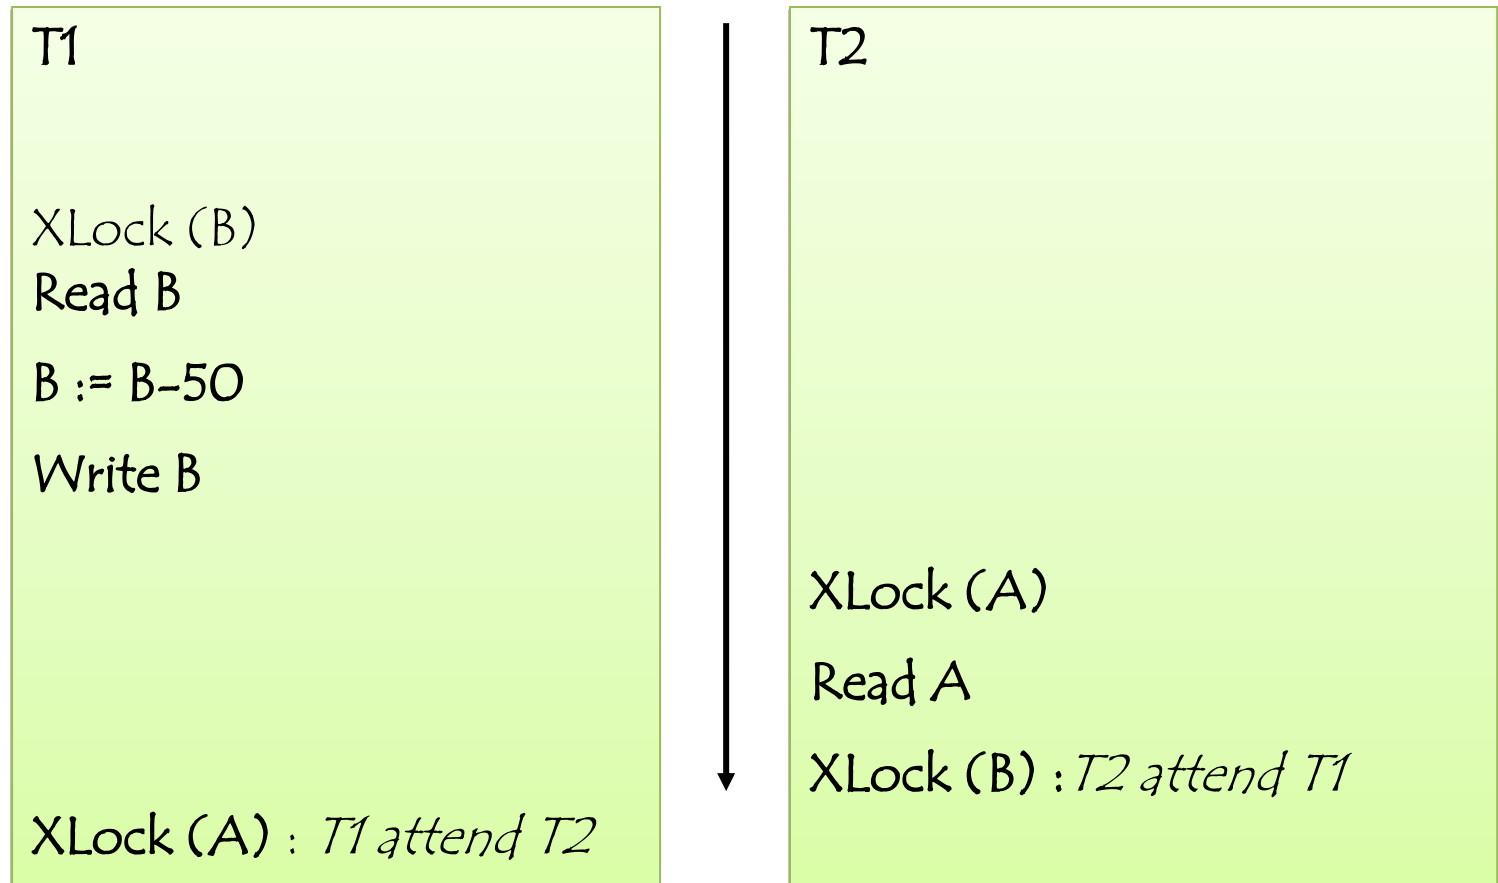 T1
XLock (B)
Read B
B := B-50
Write B
XLock (A) : T1 attend T2
T2
XLock (A)
Read A
XLock (B) : T2 attend T1